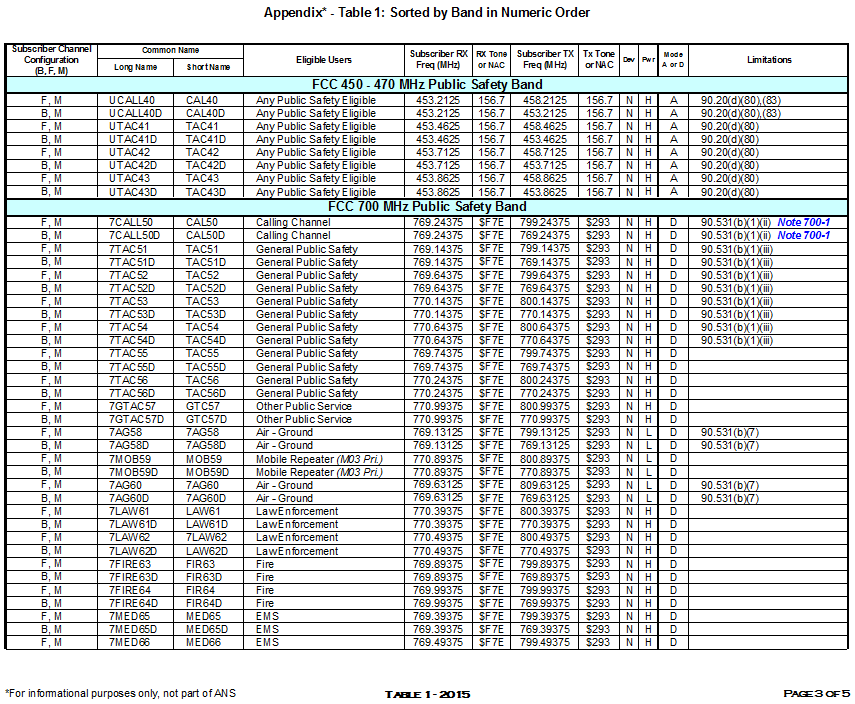 Appendix* - Table 1: Sorted by Band in Numeric Order
Subscriber Channel Configuration (B, F, M) Common Name Long Name Short Name Eligible Users Subscriber RX Freq (MHz) RX Tone or NAC Subscriber TX Freq (MHz) Tx Tone or NAC Dev Pwr Mode A or D Limitations
FCC 450 - 470 MHz Public Safety Band
F, M UCALL40 CAL40 Any Public Safety Eligible 453.2125 156.7 458.2125 156.7 N H A 90.20(d)(80),(83)
B, M UCALL40D CAL40D Any Public Safety Eligible 453.2125 156.7 453.2125 156.7 N H A 90.20(d)(80),(83)
F, M UTAC41 TAC41 Any Public Safety Eligible 453.4625 156.7 458.4625 156.7 N H A 90.20(d)(80)
B, M UTAC41D TAC41D Any Public Safety Eligible 453.4625 156.7 453.4625 156.7 N H A 90.20(d)(80)
F, M UTAC42 TAC42 Any Public Safety Eligible 453.7125 156.7 458.7125 156.7 N H A 90.20(d)(80)
B, M UTAC42D TAC42D Any Public Safety Eligible 453.7125 156.7 453.7125 156.7 N H A 90.20(d)(80)
F, M UTAC43 TAC43 Any Public Safety Eligible 453.8625 156.7 458.8625 156.7 N H A 90.20(d)(80)
B, M UTAC43D TAC43D Any Public Safety Eligible 453.8625 156.7 453.8625 156.7 N H A 90.20(d)(80)
FCC 700 MHz Public Safety Band
F, M 7CALL50 CAL50 Calling Channel 769.24375 $F7E 799.24375 $293 N H D 90.531(b)(1)(ii) Note 700-1
B, M 7CALL50D CAL50D Calling Channel 769.24375 $F7E 769.24375 $293 N H D 90.531(b)(1)(ii) Note 700-1
F, M 7TAC51 TAC51 General Public Safety 769.14375 $F7E 799.14375 $293 N H D 90.531(b)(1)(iii)
B, M 7TAC51D TAC51D General Public Safety 769.14375 $F7E 769.14375 $293 N H D 90.531(b)(1)(iii)
F, M 7TAC52 TAC52 General Public Safety 769.64375 $F7E 799.64375 $293 N H D 90.531(b)(1)(iii)
B, M 7TAC52D TAC52D General Public Safety 769.64375 $F7E 769.64375 $293 N H D 90.531(b)(1)(iii)
F, M 7TAC53 TAC53 General Public Safety 770.14375 $F7E 800.14375 $293 N H D 90.531(b)(1)(iii)
B, M 7TAC53D TAC53D General Public Safety 770.14375 $F7E 770.14375 $293 N H D 90.531(b)(1)(iii)
F, M 7TAC54 TAC54 General Public Safety 770.64375 $F7E 800.64375 $293 N H D 90.531(b)(1)(iii)
B, M 7TAC54D TAC54D General Public Safety 770.64375 $F7E 770.64375 $293 N H D 90.531(b)(1)(iii)
F, M 7TAC55 TAC55 General Public Safety 769.74375 $F7E 799.74375 $293 N H D
B, M 7TAC55D TAC55D General Public Safety 769.74375 $F7E 769.74375 $293 N H D
F, M 7TAC56 TAC56 General Public Safety 770.24375 $F7E 800.24375 $293 N H D
B, M 7TAC56D TAC56D General Public Safety 770.24375 $F7E 770.24375 $293 N H D
F, M 7GTAC57 GTC57 Other Public Service 770.99375 $F7E 800.99375 $293 N H D
B, M 7GTAC57D GTC57D Other Public Service 770.99375 $F7E 770.99375 $293 N H D
F, M 7AG58 7AG58 Air - Ground 769.13125 $F7E 799.13125 $293 N L D 90.531(b)(7)
B, M 7AG58D 7AG58D Air - Ground 769.13125 $F7E 769.13125 $293 N L D 90.531(b)(7)
F, M 7MOB59 MOB59 Mobile Repeater (M03 Pri.) 770.89375 $F7E 800.89375 $293 N L D
B, M 7MOB59D MOB59D Mobile Repeater (M03 Pri.) 770.89375 $F7E 770.89375 $293 N L D
F, M 7AG60 7AG60 Air - Ground 769.63125 $F7E 809.63125 $293 N L D 90.531(b)(7)
B, M 7AG60D 7AG60D Air - Ground 769.63125 $F7E 769.63125 $293 N L D 90.531(b)(7)
F, M 7LAW61 LAW61 Law Enforcement 770.39375 $F7E 800.39375 $293 N H D
B, M 7LAW61D LAW61D Law Enforcement 770.39375 $F7E 770.39375 $293 N H D
F, M 7LAW62 7LAW62 Law Enforcement 770.49375 $F7E 800.49375 $293 N H D
B, M 7LAW62D LAW62D Law Enforcement 770.49375 $F7E 770.49375 $293 N H D
F, M 7FIRE63 FIR63 Fire 769.89375 $F7E 799.89375 $293 N H D
B, M 7FIRE63D FIR63D Fire 769.89375 $F7E 769.89375 $293 N H D
F, M 7FIRE64 FIR64 Fire 769.99375 $F7E 799.99375 $293 N H D
B, M 7FIRE64D FIR64D Fire 769.99375 $F7E 769.99375 $293 N H D
F, M 7MED65 MED65 EMS 769.39375 $F7E 799.39375 $293 N H D
B, M 7MED65D MED65D EMS 769.39375 $F7E 769.39375 $293 N H D
F, M 7MED66 MED66 EMS 769.49375 $F7E 799.49375 $293 N H D
*For informational purposes only, not part of ANS TABLE 1 - 2015 PAGE 3 OF 5